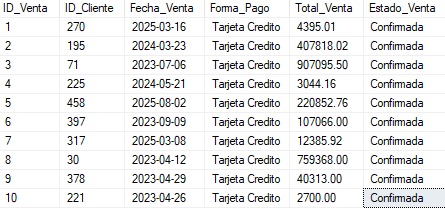 ID_Venta ID_Cliente Fecha_Venta Forma_Pago Total_Venta Estado_Venta
1 270 2025-03-16 Tarjeta Credito 4395.01 Confirmada
2 195 2024-03-23 Tarjeta Credito 407818.02 Confirmada
3 71 2023-07-06 Tarjeta Credito 907095.50 Confirmada
4 225 2024-05-21 Tarjeta Credito 3044.16 Confirmada
5 458 2025-08-02 Tarjeta Credito 220852.76 Confirmada
6 397 2023-09-09 Tarjeta Credito 107066.00 Confirmada
7 317 2025-03-08 Tarjeta Credito 12385.92 Confirmada
8 30 2023-04-12 Tarjeta Credito 759368.00 Confirmada
9 378 2023-04-29 Tarjeta Credito 40313.00 Confirmada
10 221 2023-04-26 Tarjeta Credito 2700.00 Confirmada